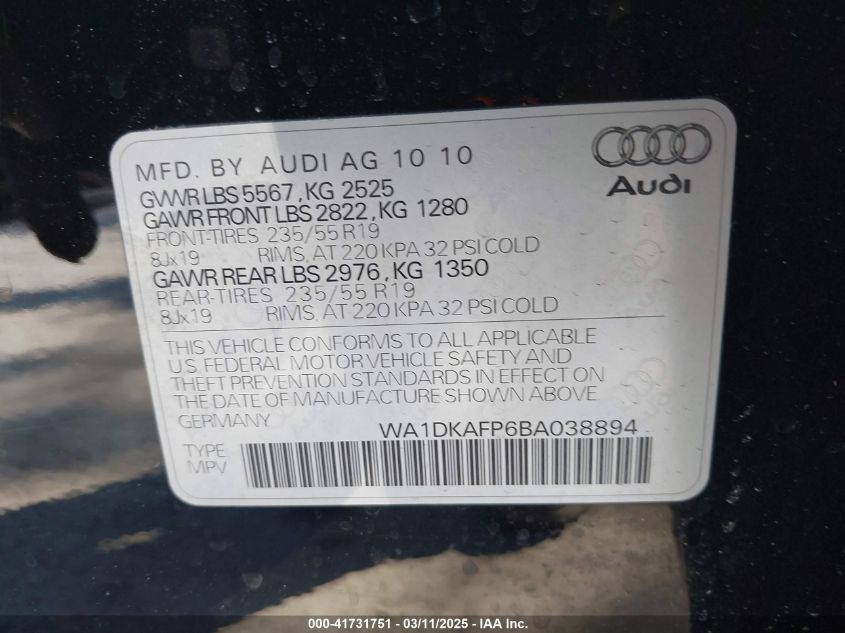 MFD. BY AUDI AG 10 10
GVWR LBS 5567, KG 2525
GAWR FRONT LBS 2822, KG 1280
FRONT-TIRES 235/55 R19
8Jx19 RIMS, AT 220 KPA 32 PSI COLD
GAWR REAR LBS 2976, KG 1350
REAR-TIRES 235/55 R19
8Jx19 RIMS, AT 220 KPA 32 PSI COLD
Audi
THIS VEHICLE CONFORMS TO ALL APPLICABLE
U.S. FEDERAL MOTOR VEHICLE SAFETY AND
THEFT PREVENTION STANDARDS IN EFFECT ON
THE DATE OF MANUFACTURE SHOWN ABOVE
GERMANY
WA1DKAFP6BA038894
TYPE
MPV
000-41731751 — 03/11/2025 — IAA Inc.